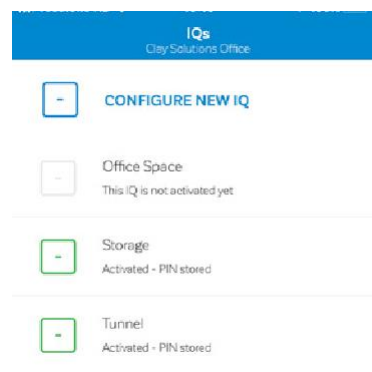 IQs
Clay Solutions Office
CONFIGURE NEW IQ
Office Space
This IQ is not activated yet
Storage
Activated - PIN stored
Tunnel
Activated - PIN stored